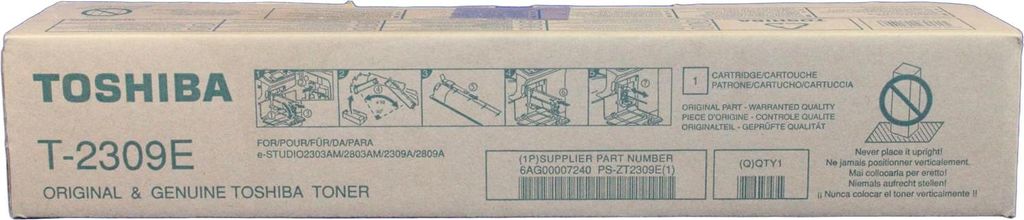 TOSHIBA
T-2309E
ORIGINAL & GENUINE TOSHIBA TONER
FOR/POUR/FÜR/DA/PARA
e-STUDIO2303AM/2803AM/2309A/2809A
1
CARTRIDGE/CARTOUCHE
PATRONE/CARTUCHO/CARTUCCIA
ORIGINAL PART - WARRANTED QUALITY
PIECE D'ORIGINE - CONTROLE QUALITE
ORIGINALTEIL - GEPRÜFTE QUALITÄT
(1P)SUPPLIER PART NUMBER
6AG00007240 PS-ZT2309E(1)
(Q)QTY1
Never place it upright!
Ne jamais positionner verticalement!
Mai collocarla per eretto!
Niemals aufrecht stellen!
¡¡ Nunca colocar el toner verticalmente !!